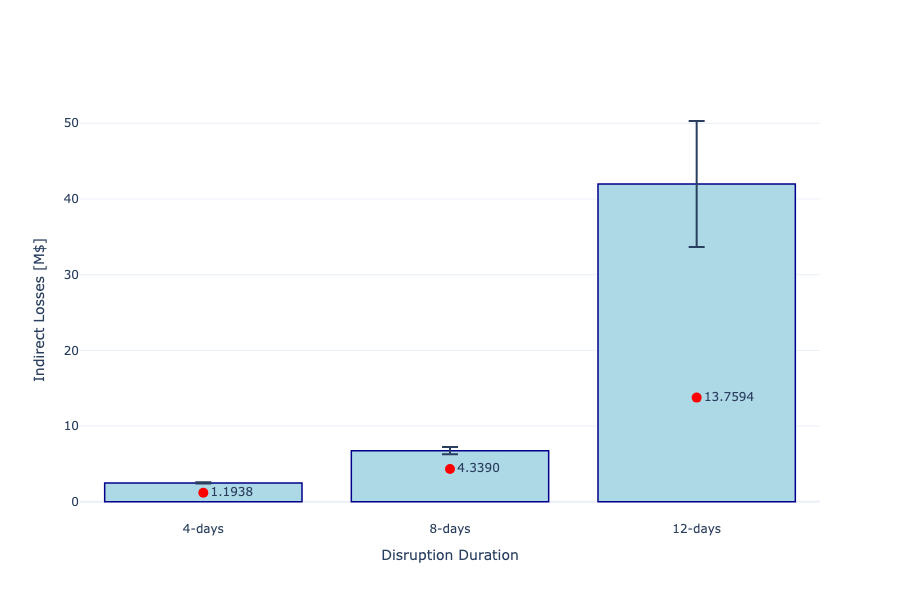 50
40
30
20
10
0
Indirect Losses [M$]
1.1938
4.3390
13.7594
4-days
8-days
12-days
Disruption Duration